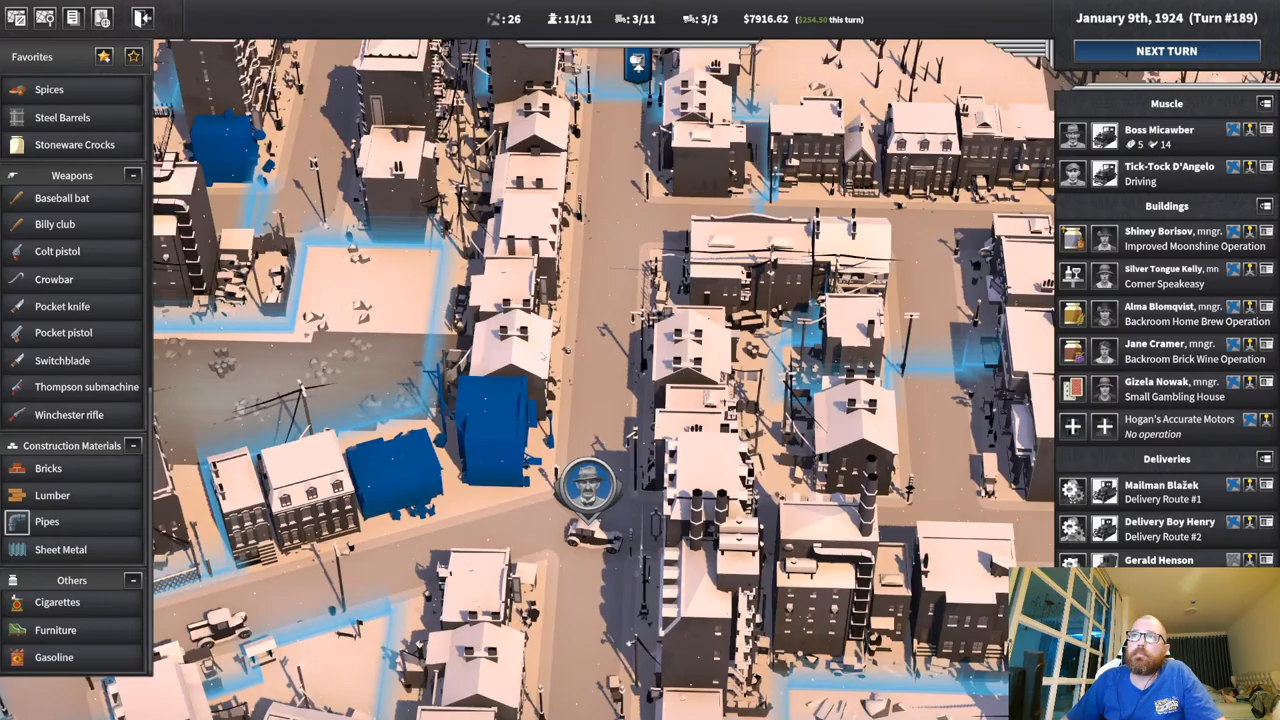 : 26
: 11/11
: 3/11
: 3/3
$7916.62 ($254.50 this turn)
January 9th, 1924 (Turn #189)
NEXT TURN
Favorites
Spices
Steel barrels
Stoneware Crocks
Weapons
Baseball bat
Billy club
Colt pistol
Crowbar
Pocket knife
Pocket pistol
Switchblade
Thompson submachine
Winchester rifle
Construction Materials
Bricks
Lumber
Pipes
Sheet Metal
Others
Cigarettes
Furniture
Gasoline
Muscle
Boss Micawber
5 14
Tick-Tock D'Angelo
Driving
Buildings
Shiney Borisov, mngr.
Improved Moonshine Operation
Silver Tongue Kelly, mn
Corner Speakeasy
Alma Blomqvist, mngr.
Backroom Home Brew Operation
Jane Cramer, mngr.
Backroom Brick Wine Operation
Gizela Nowak, mngr.
Small Gambling House
Hogan's Accurate Motors
No operation
Deliveries
Mailman Blažek
Delivery Route #1
Delivery Boy Henry
Delivery Route #2
Gerald Henson